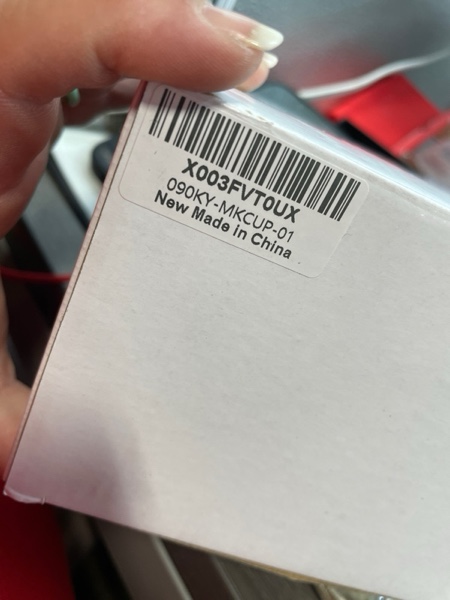 X003FVT0UX
090KY-MKCUP-01
New Made in China